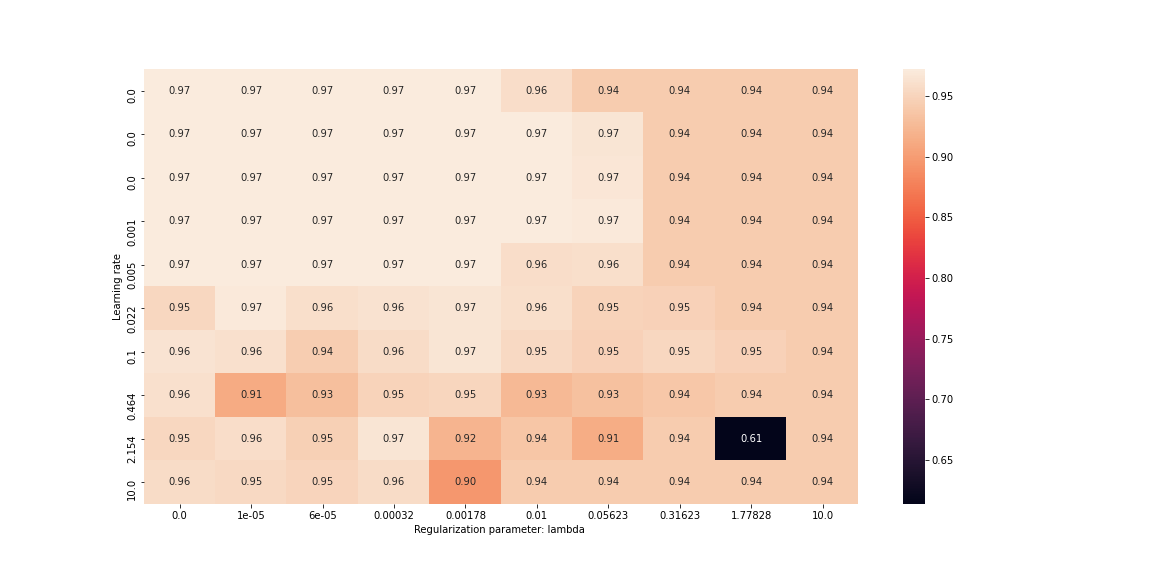 0.0 0.97 0.97 0.97 0.97 0.97 0.96 0.94 0.94 0.94 0.94
0.0 0.97 0.97 0.97 0.97 0.97 0.97 0.97 0.94 0.94 0.94
0.0 0.97 0.97 0.97 0.97 0.97 0.97 0.97 0.94 0.94 0.94
0.001 0.97 0.97 0.97 0.97 0.97 0.97 0.97 0.94 0.94 0.94
0.005 0.97 0.97 0.97 0.97 0.97 0.96 0.96 0.94 0.94 0.94
0.022 0.95 0.97 0.96 0.96 0.97 0.96 0.95 0.95 0.94 0.94
0.1 0.96 0.96 0.94 0.96 0.97 0.95 0.95 0.95 0.95 0.94
0.464 0.96 0.91 0.93 0.95 0.95 0.93 0.93 0.94 0.94 0.94
2.154 0.95 0.96 0.95 0.97 0.92 0.94 0.91 0.94 0.61 0.94
10.0 0.96 0.95 0.95 0.96 0.90 0.94 0.94 0.94 0.94 0.94
Learning rate
0.0 1e-05 6e-05 0.00032 0.00178 0.01 0.05623 0.31623 1.77828 10.0
Regularization parameter: lambda
0.95
0.90
0.85
0.80
0.75
0.70
0.65